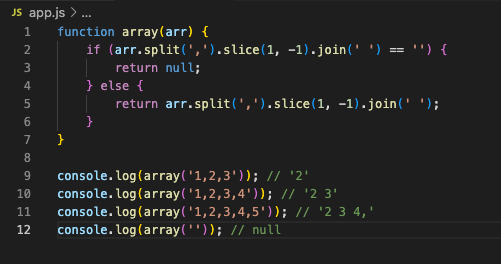 JS app.js > ...
1 function array(arr) {
2 if (arr.split(',').slice(1, -1).join(' ') == '') {
3 return null;
4 } else {
5 return arr.split(',').slice(1, -1).join(' ');
6 }
7 }
8
9 console.log(array('1,2,3')); // '2'
10 console.log(array('1,2,3,4')); // '2 3'
11 console.log(array('1,2,3,4,5')); // '2 3 4,'
12 console.log(array('')); // null